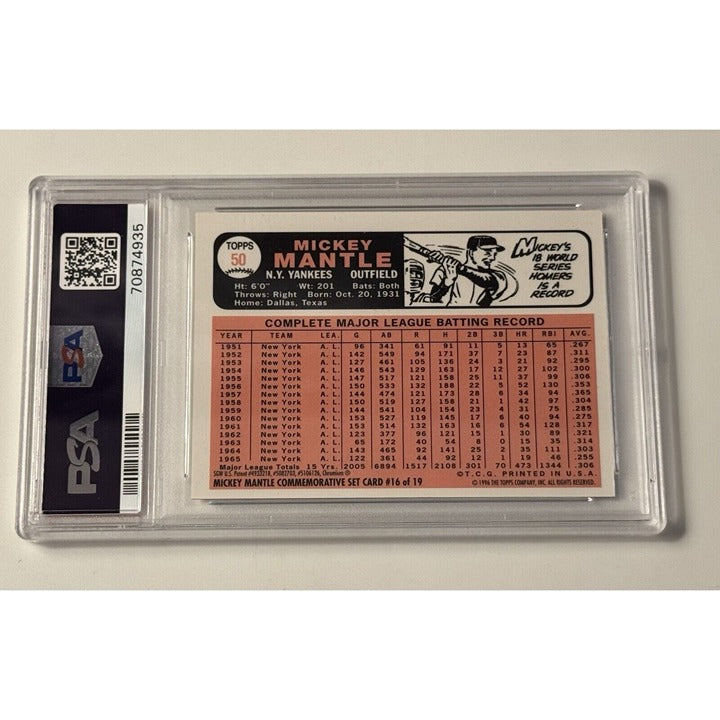 PSA
PSA
70874935
TOPPS
50
MICKEY
MANTLE
N.Y. YANKEES OUTFIELD
Ht: 6'0" Wt: 201 Bats: Both
Throws: Right Born: Oct. 20, 1931
Home: Dallas, Texas
MICKEY'S
18 WORLD
SERIES
HOMERS
IS A
RECORD
COMPLETE MAJOR LEAGUE BATTING RECORD
YEAR TEAM LEA. G AB R H 2B 3B HR RBI AVG.
1951 New York A. L. 96 341 61 91 11 5 13 65 .267
1952 New York A. L. 142 549 94 171 37 7 23 87 .311
1953 New York A. L. 127 461 105 136 24 3 21 92 .295
1954 New York A. L. 146 543 129 163 17 12 27 102 .300
1955 New York A. L. 147 517 121 158 25 11 37 99 .306
1956 New York A. L. 150 533 132 188 22 5 52 130 .353
1957 New York A. L. 144 474 121 173 28 6 34 94 .365
1958 New York A. L. 150 519 127 158 21 1 42 97 .304
1959 New York A. L. 144 541 104 154 23 4 31 75 .285
1960 New York A. L. 153 527 119 145 17 6 40 94 .275
1961 New York A. L. 153 514 132 163 16 6 54 128 .317
1962 New York A. L. 123 377 96 121 15 1 30 89 .321
1963 New York A. L. 65 172 40 54 8 0 15 35 .314
1964 New York A. L. 143 465 92 141 25 2 35 111 .303
1965 New York A. L. 122 361 44 92 12 1 19 46 .255
Major League Totals 15 Yrs. 2005 6894 1517 2108 301 70 473 1344 .306
SGW U.S. Patent #4933218, #5082703, #5106126, Chromium ®
©T.C.G. PRINTED IN U.S.A.
MICKEY MANTLE COMMEMORATIVE SET CARD #16 of 19
© 1996 THE TOPPS COMPANY, INC. ALL RIGHTS RESERVED.